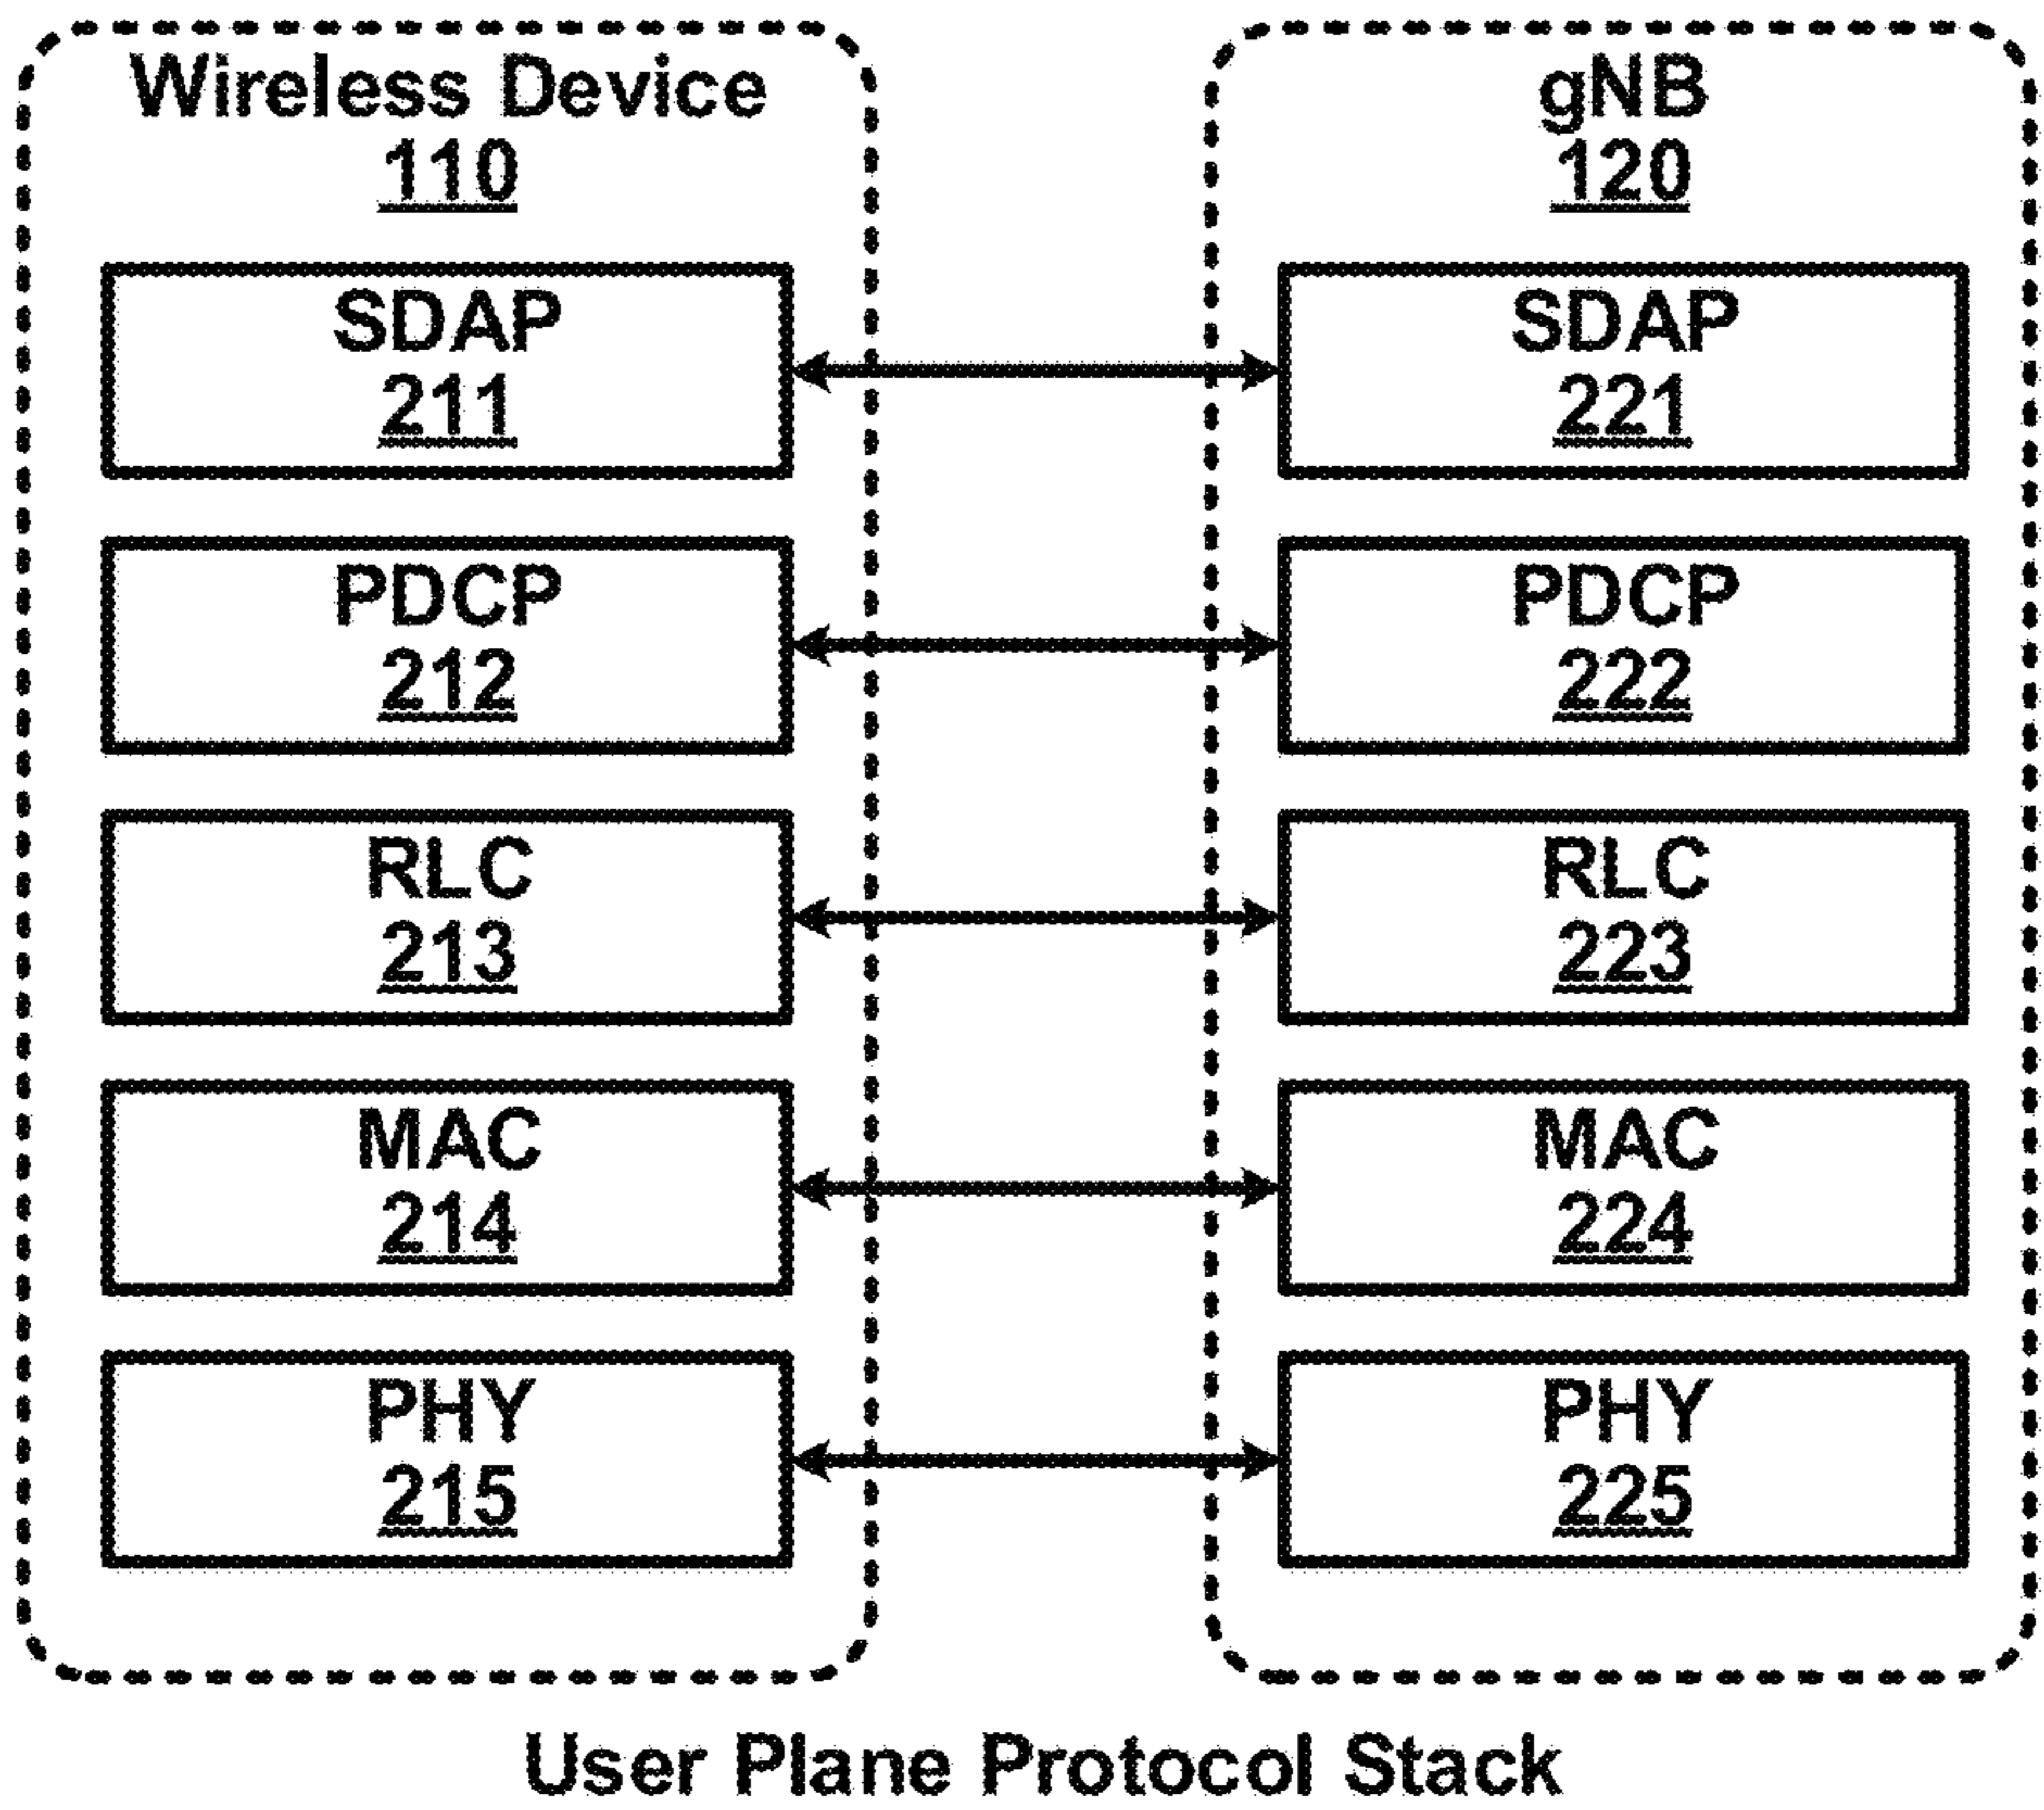 Wireless Device
110
SDAP
211
PDCP
212
RLC
213
MAC
214
PHY
215
gNB
120
SDAP
221
PDCP
222
RLC
223
MAC
224
PHY
225
User Plane Protocol Stack